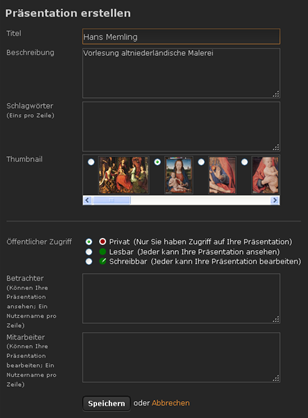 Präsentation erstellen
Titel
Hans Memling
Beschreibung
Vorlesung altniederländische Malerei
Schlagwörter
(Eins pro Zeile)
Thumbnail
Öffentlicher Zugriff
Privat (Nur Sie haben Zugriff auf Ihre Präsentation)
Lesbar (Jeder kann Ihre Präsentation ansehen)
Schreibbar (Jeder kann Ihre Präsentation bearbeiten)
Betrachter
(Können Ihre
Präsentation
ansehen; Ein
Nutzername pro
Zeile)
Mitarbeiter
(Können Ihre
Präsentation
bearbeiten; Ein
Nutzername pro
Zeile)
Speichern oder Abbrechen